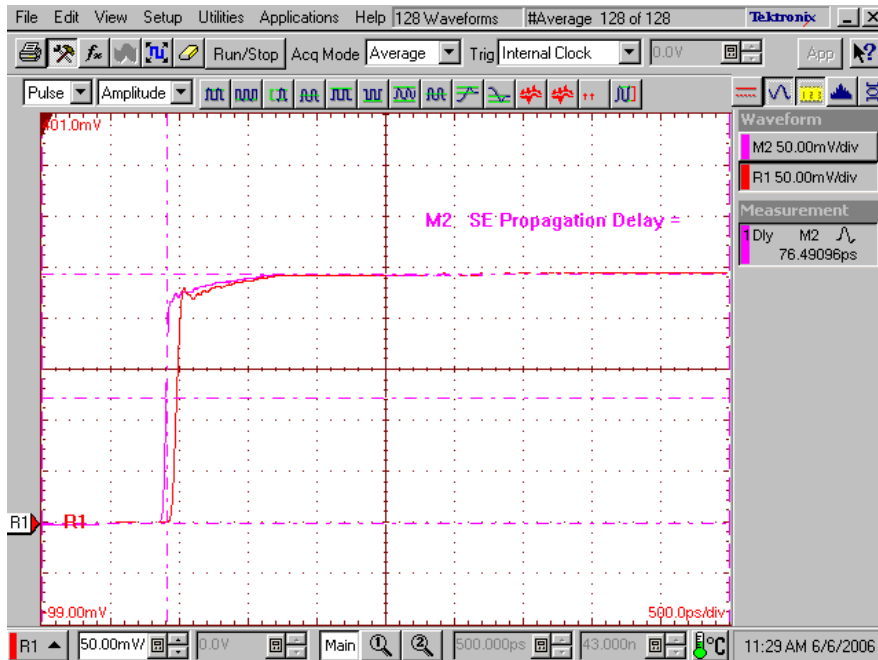 File Edit View Setup Utilities Applications Help 128 Waveforms #Average 128 of 128 Tektronix
Run/Stop Acq Mode Average Trig Internal Clock 0.0V App
Pulse Amplitude
401.0mV
M2 SE Propagation Delay =
R1 R1
-99.00mV 500.0ps/div
Waveform
M2 50.00mV/div
R1 50.00mV/div
Measurement
1 Dly M2
76.49096ps
R1 50.00mV/ 0.0V Main 1 2 500.000ps 43.000n °C 11:29 AM 6/6/2006